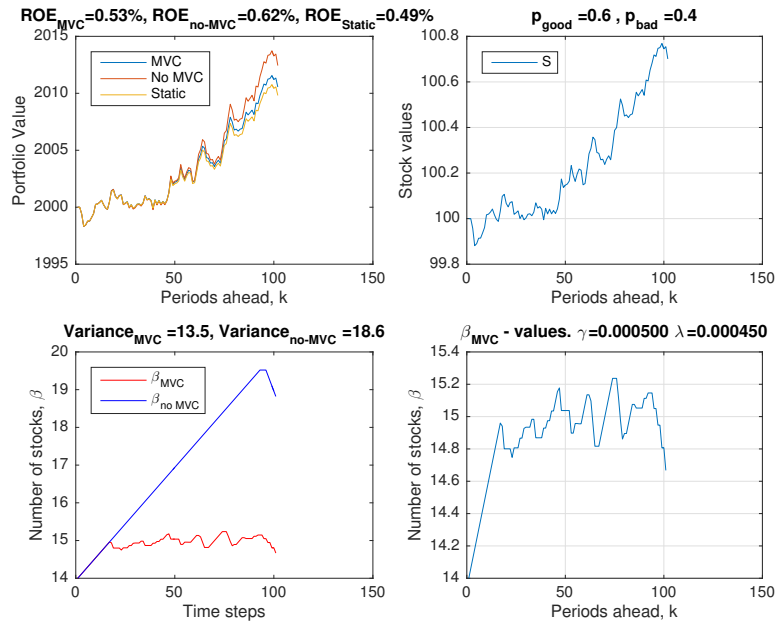 ROE_MVC=0.53%, ROE_no-MVC=0.62%, ROE_Static=0.49%
Portfolio Value
2010
2005
2000
1995
MVC
No MVC
Static
0 50 100 150
Periods ahead, k
p_good =0.6 , p_bad =0.4
Stock values
100.8
100.6
100.4
100.2
100
99.8
S
0 50 100 150
Periods ahead, k
Variance_MVC =13.5, Variance_no-MVC =18.6
Number of stocks, β
20
19
18
17
16
15
14
β_MVC
β_no MVC
0 50 100 150
Time steps
β_MVC - values. γ=0.000500 λ=0.000450
Number of stocks, β
15.4
15.2
15
14.8
14.6
14.4
14.2
14
0 50 100 150
Periods ahead, k